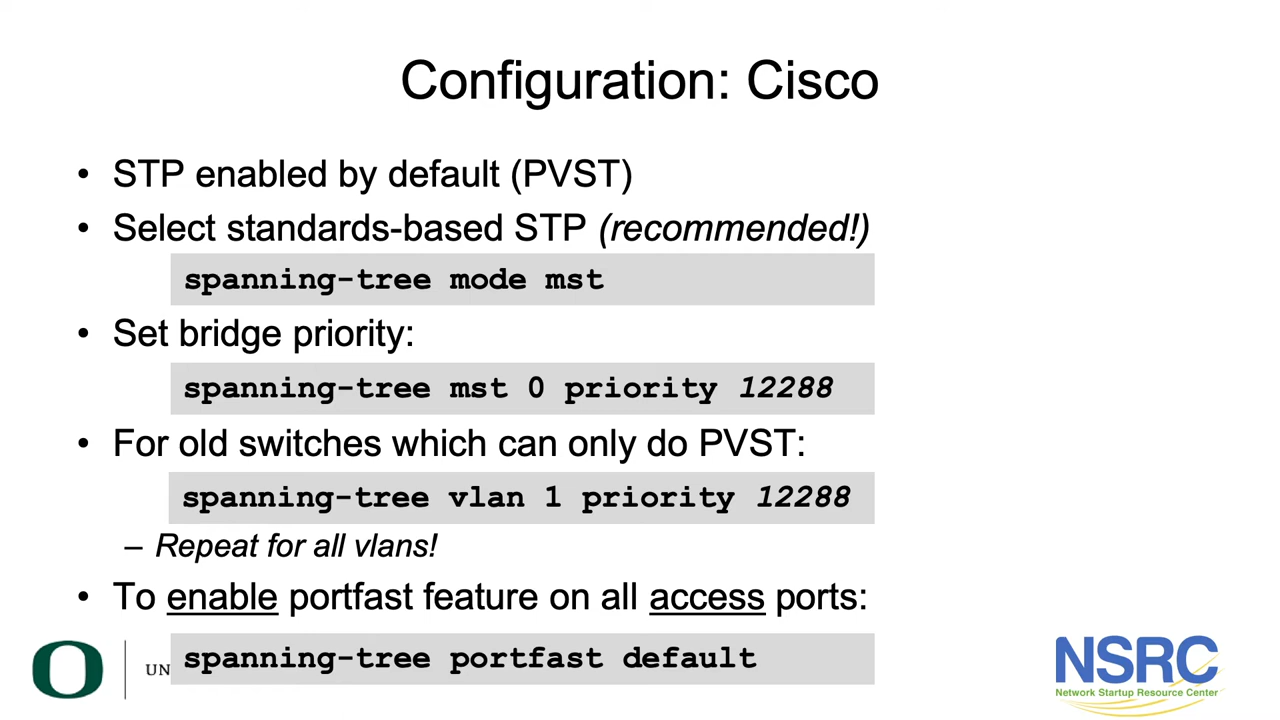 Configuration: Cisco
• STP enabled by default (PVST)
• Select standards-based STP (recommended!)
spanning-tree mode mst
• Set bridge priority:
spanning-tree mst 0 priority 12288
• For old switches which can only do PVST:
spanning-tree vlan 1 priority 12288
– Repeat for all vlans!
• To enable portfast feature on all access ports:
spanning-tree portfast default
O
UN
NSRC
Network Startup Resource Center